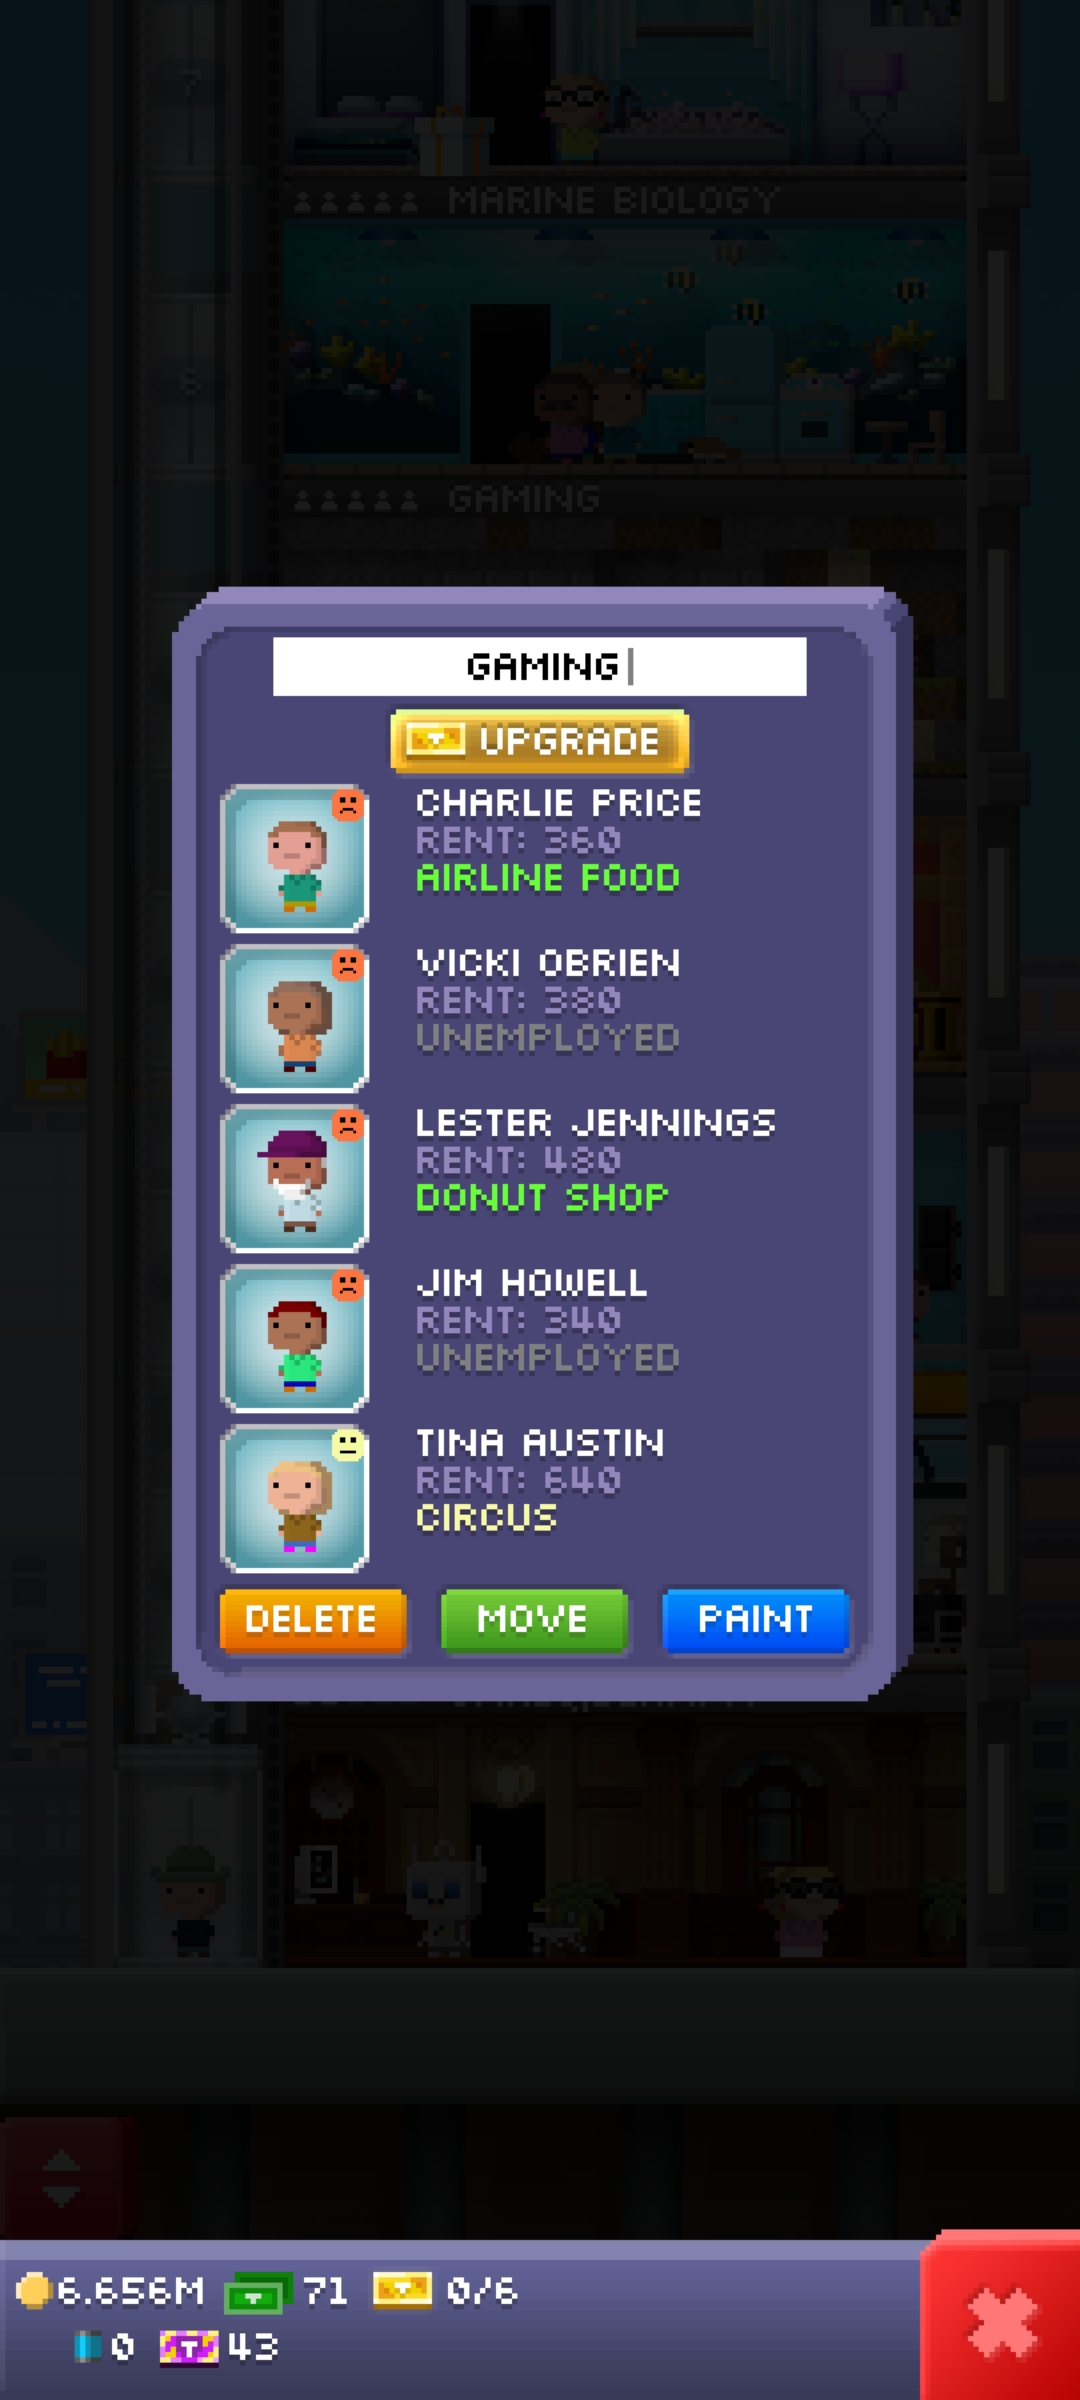 7
MARINE BIOLOGY
6
GAMING
GAMING
UPGRADE
CHARLIE PRICE
RENT: 360
AIRLINE FOOD
VICKI OBRIEN
RENT: 380
UNEMPLOYED
LESTER JENNINGS
RENT: 480
DONUT SHOP
JIM HOWELL
RENT: 340
UNEMPLOYED
TINA AUSTIN
RENT: 640
CIRCUS
DELETE MOVE PAINT
6.656M 71 0/6
0 43